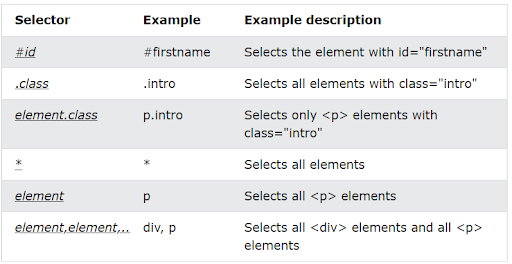 Selector Example Example description
#id #firstname Selects the element with id="firstname"
.class .intro Selects all elements with class="intro"
element.class p.intro Selects only <p> elements with
class="intro"
* * Selects all elements
element p Selects all <p> elements
element,element,.. div, p Selects all <div> elements and all <p>
elements